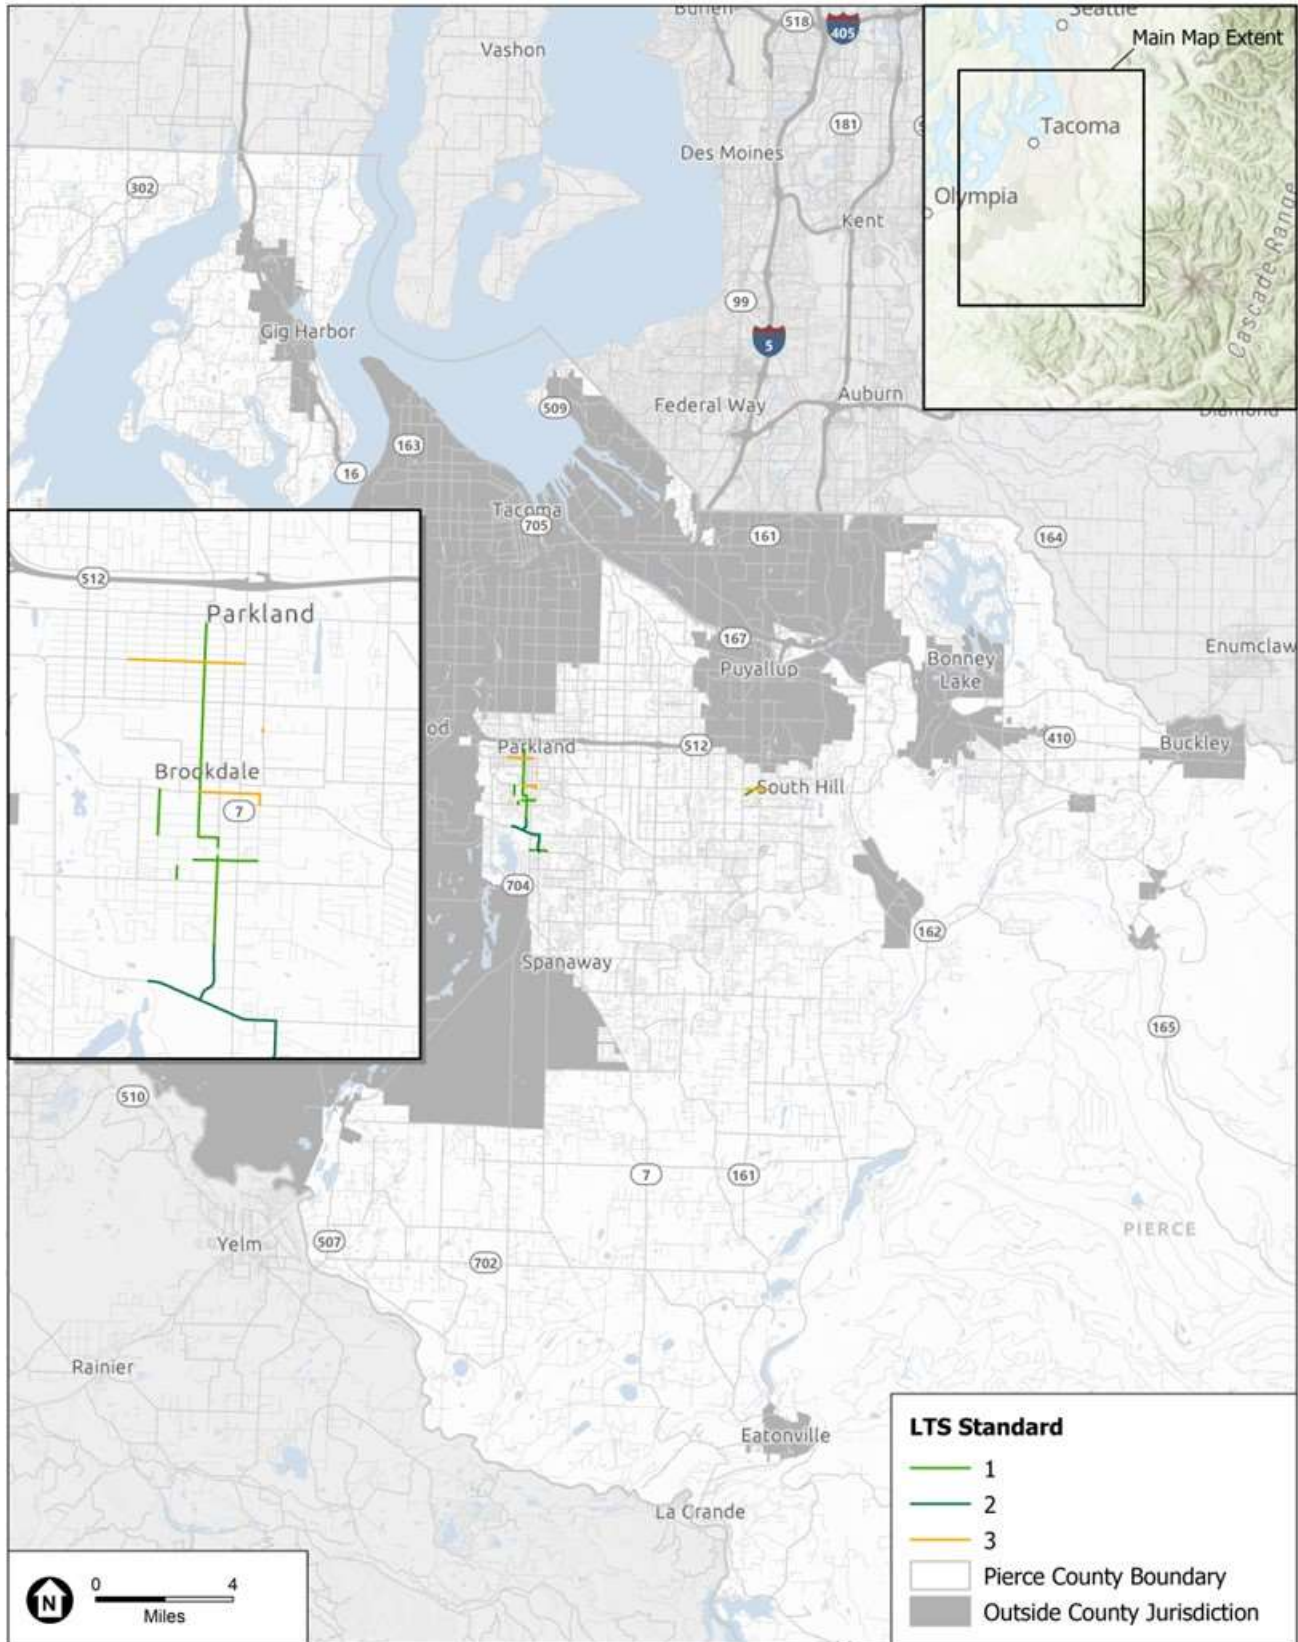 Vashon
518
405
181
Des Moines
302
Kent
99
5
Gig Harbor
Auburn
Federal Way
509
163
16
Tacoma
705
161
164
167
Puyallup
Bonney
Lake
Enumclaw
od
Parkland
512
410
Buckley
South Hill
704
162
Spanaway
165
510
7
161
PIERCE
Yelm
507
702
Rainier
Eatonville
La Grande
Seattle
Main Map Extent
Tacoma
Olympia
Cascade Range
512
Parkland
Brookdale
7
LTS Standard
1
2
3
Pierce County Boundary
Outside County Jurisdiction
N
0 4
Miles